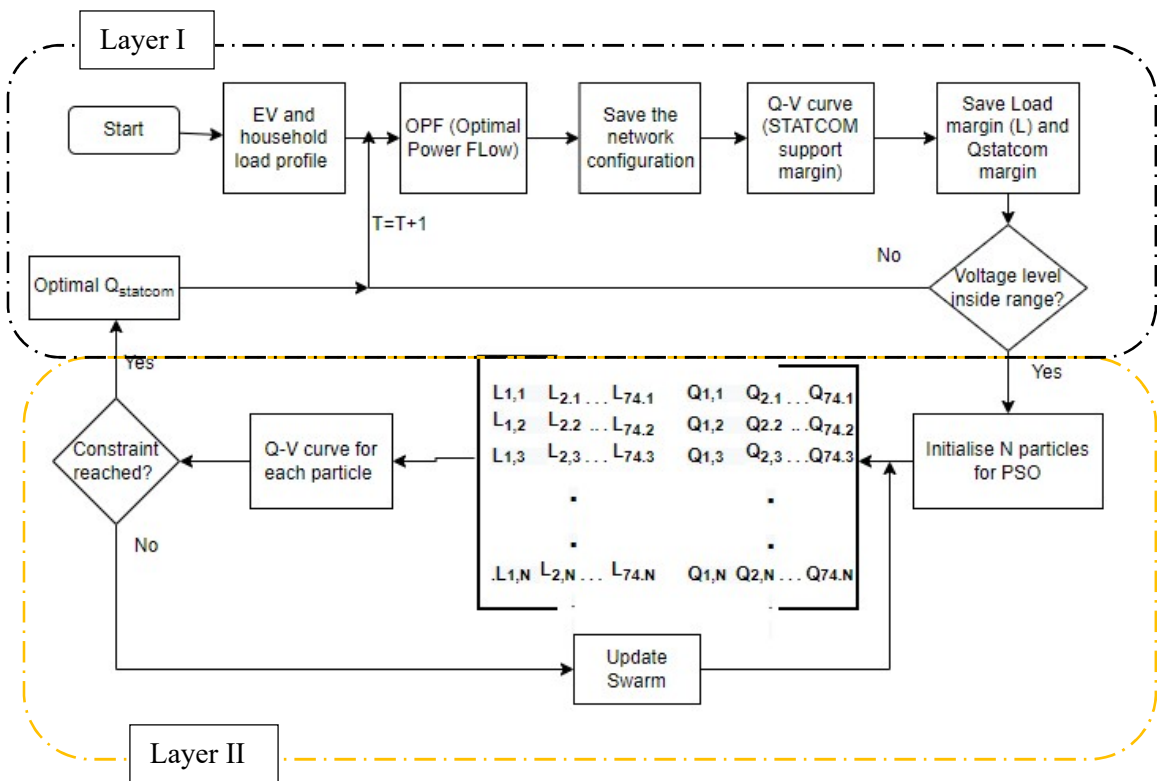 Layer I
Start
EV and
household
load profile
OPF (Optimal
Power FLow)
Save the
network
configuration
Q-V curve
(STATCOM
support
margin)
Save Load
margin (L) and
Qstatcom
margin
T=T+1
No
Voltage level
inside range?
Optimal Qstatcom
Yes
Yes
Constraint
reached?
No
Q-V curve for
each particle
L1,1 L2.1 ... L74.1 Q1,1 Q2.1 ...Q74.1
L1,2 L2.2 ...L74.2 Q1,2 Q2.2 ...Q74.2
L1,3 L2,3... L74.3 Q1,3 Q2,3... Q74.3
.L1,N L2,N ... L74.N Q1,N Q2,N ... Q74.N
Initialise N particles
for PSO
Update
Swarm
Layer II